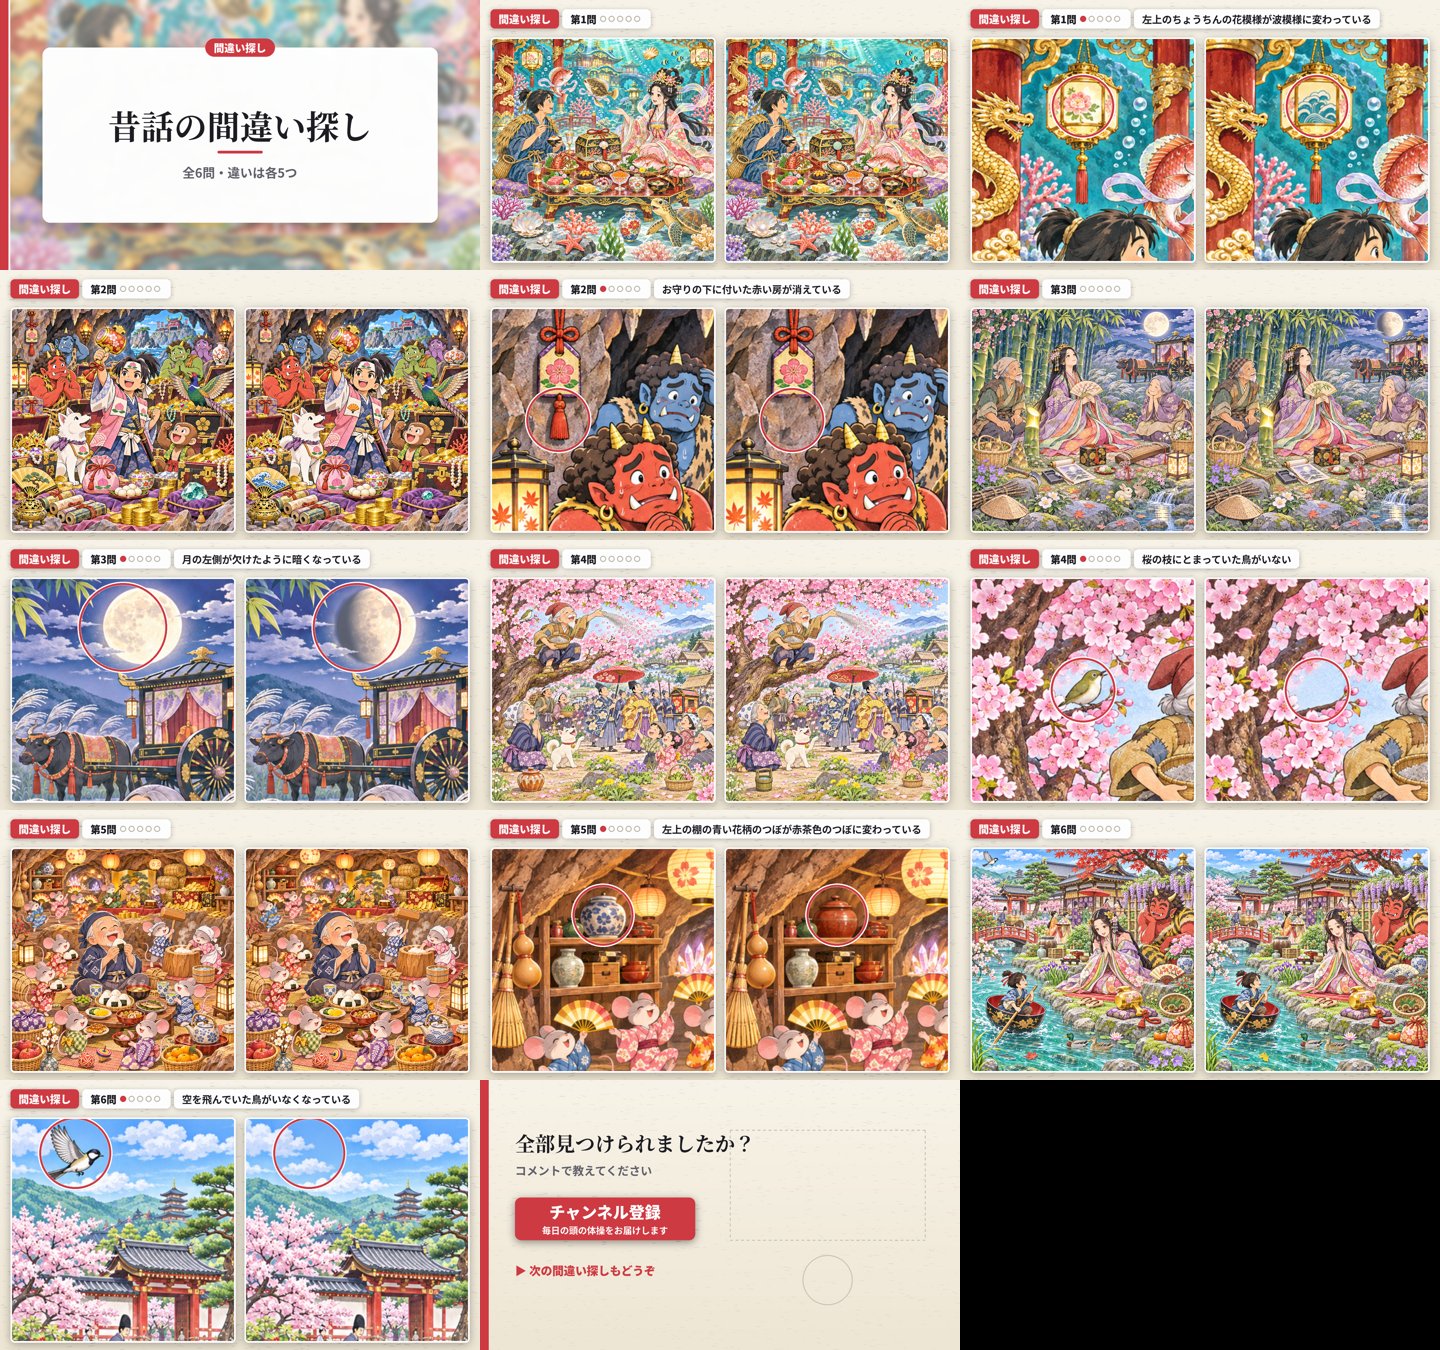 間違い探し
昔話の間違い探し
全6問・違いは各5つ
間違い探し 第1問
間違い探し 第1問 左上のちょうちんの花模様が波模様に変わっている
間違い探し 第2問
間違い探し 第2問 お守りの下に付いた赤い房が消えている
間違い探し 第3問
間違い探し 第3問 月の左側が欠けたように暗くなっている
間違い探し 第4問
間違い探し 第4問 桜の枝にとまっていた鳥がいない
間違い探し 第5問
間違い探し 第5問 左上の棚の青い花柄のつぼが赤茶色のつぼに変わっている
間違い探し 第6問
間違い探し 第6問 空を飛んでいた鳥がいなくなっている
全部見つけられましたか？
コメントで教えてください
チャンネル登録
毎日の頭の体操をお届けします
▶ 次の間違い探しもどうぞ